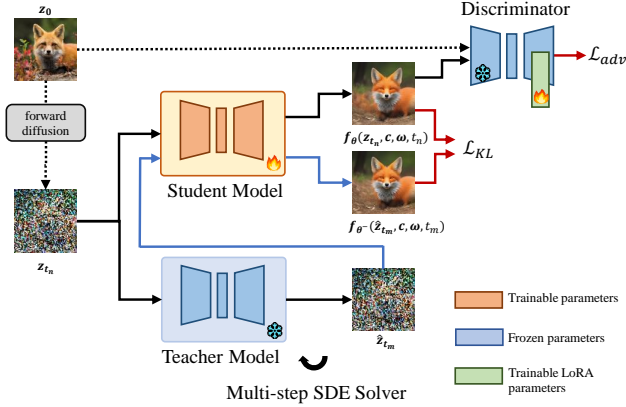 Discriminator
z_0
ℒ_adv
forward
diffusion
f_θ(z_{t_n}, c, ω, t_n)
ℒ_KL
Student Model
f_{θ^-}(ẑ_{t_m}, c, ω, t_m)
z_{t_n}
Trainable parameters
Frozen parameters
Teacher Model
ẑ_{t_m}
Trainable LoRA
parameters
Multi-step SDE Solver